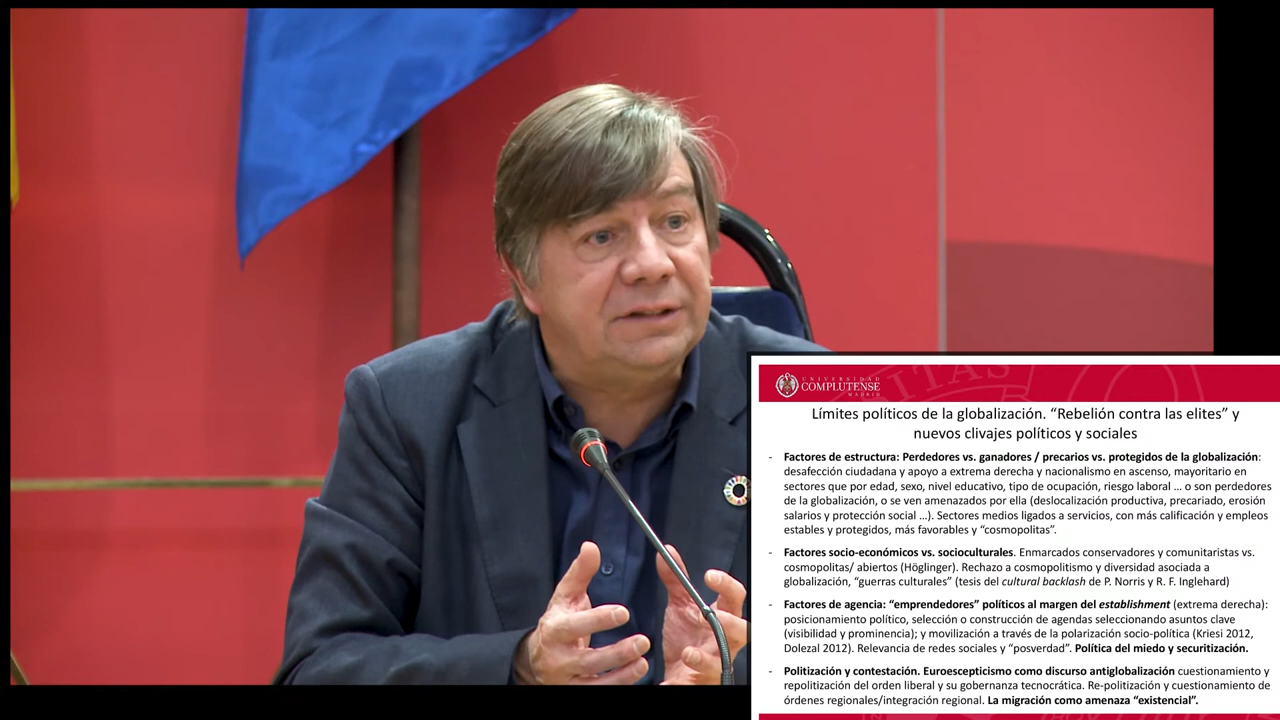 UNIVERSIDAD
COMPLUTENSE
MADRID
Límites políticos de la globalización. “Rebelión contra las elites” y
nuevos clivajes políticos y sociales
- Factores de estructura: Perdedores vs. ganadores / precarios vs. protegidos de la globalización:
desafección ciudadana y apoyo a extrema derecha y nacionalismo en ascenso, mayoritario en
sectores que por edad, sexo, nivel educativo, tipo de ocupación, riesgo laboral ... o son perdedores
de la globalización, o se ven amenazados por ella (deslocalización productiva, precariado, erosión
salarios y protección social ...). Sectores medios ligados a servicios, con más calificación y empleos
estables y protegidos, más favorables y “cosmopolitas”.
- Factores socio-económicos vs. socioculturales. Enmarcados conservadores y comunitaristas vs.
cosmopolitas/ abiertos (Höglinger). Rechazo a cosmopolitismo y diversidad asociada a
globalización, “guerras culturales” (tesis del cultural backlash de P. Norris y R. F. Inglehard)
- Factores de agencia: “emprendedores” políticos al margen del establishment (extrema derecha):
posicionamiento político, selección o construcción de agendas seleccionando asuntos clave
(visibilidad y prominencia); y movilización a través de la polarización socio-política (Kriesi 2012,
Dolezal 2012). Relevancia de redes sociales y “posverdad”. Política del miedo y securitización.
- Politización y contestación. Euroescepticismo como discurso antiglobalización cuestionamiento y
repolitización del orden liberal y su gobernanza tecnocrática. Re-politización y cuestionamiento de
órdenes regionales/integración regional. La migración como amenaza “existencial”.